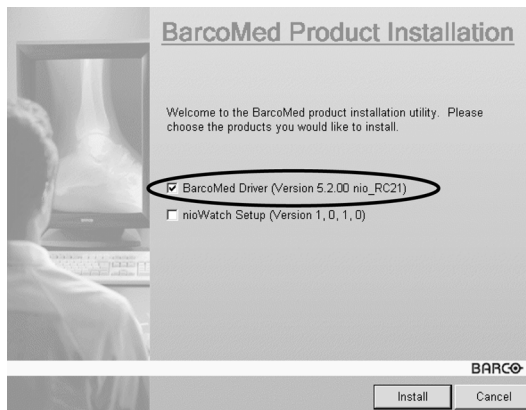 BarcoMed Product Installation
Welcome to the BarcoMed product installation utility. Please
choose the products you would like to install.
BarcoMed Driver (Version 5.2.00 nio_RC21)
nioWatch Setup (Version 1, 0, 1, 0)
BARCO
Install Cancel